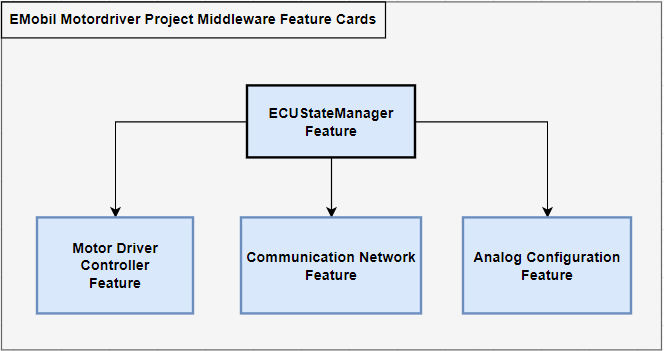 EMobil Motordriver Project Middleware Feature Cards
ECUStateManager
Feature
Motor Driver
Controller
Feature
Communication Network
Feature
Analog Configuration
Feature